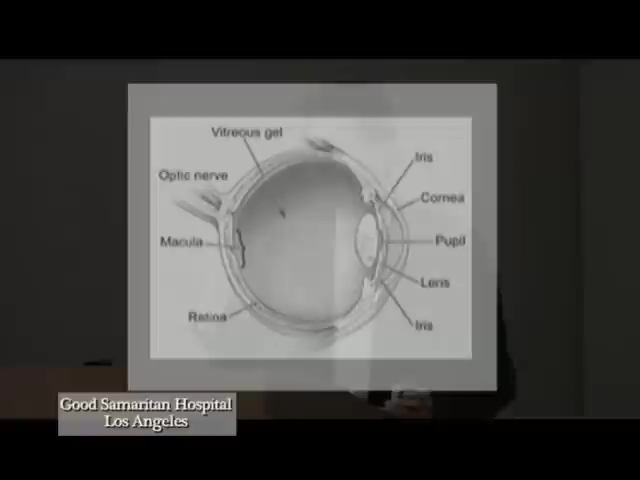 Vitreous gel
Iris
Optic nerve
Cornea
Macula
Pupil
Lens
Retina
Iris
Good Samaritan Hospital
Los Angeles